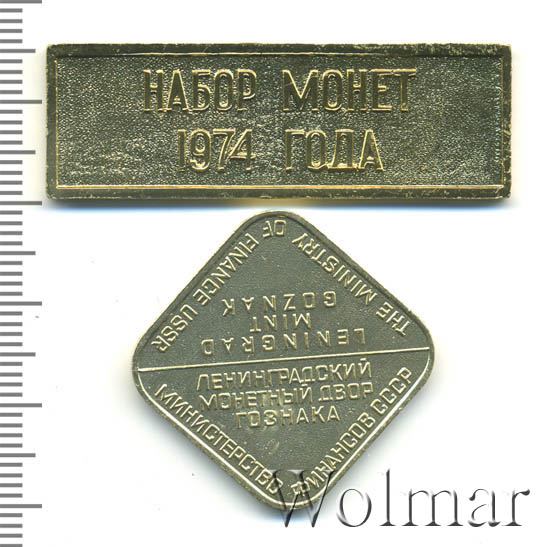 НАБОР МОНЕТ
1974 ГОДА
THE MINISTRY OF FINANCE USSR
LENINGRAD
MINT
GOZNAK
ЛЕНИНГРАДСКИЙ
МОНЕТНЫЙ ДВОР
ГОЗНАКА
МИНИСТЕРСТВО ФИНАНСОВ СССР
Wolmar